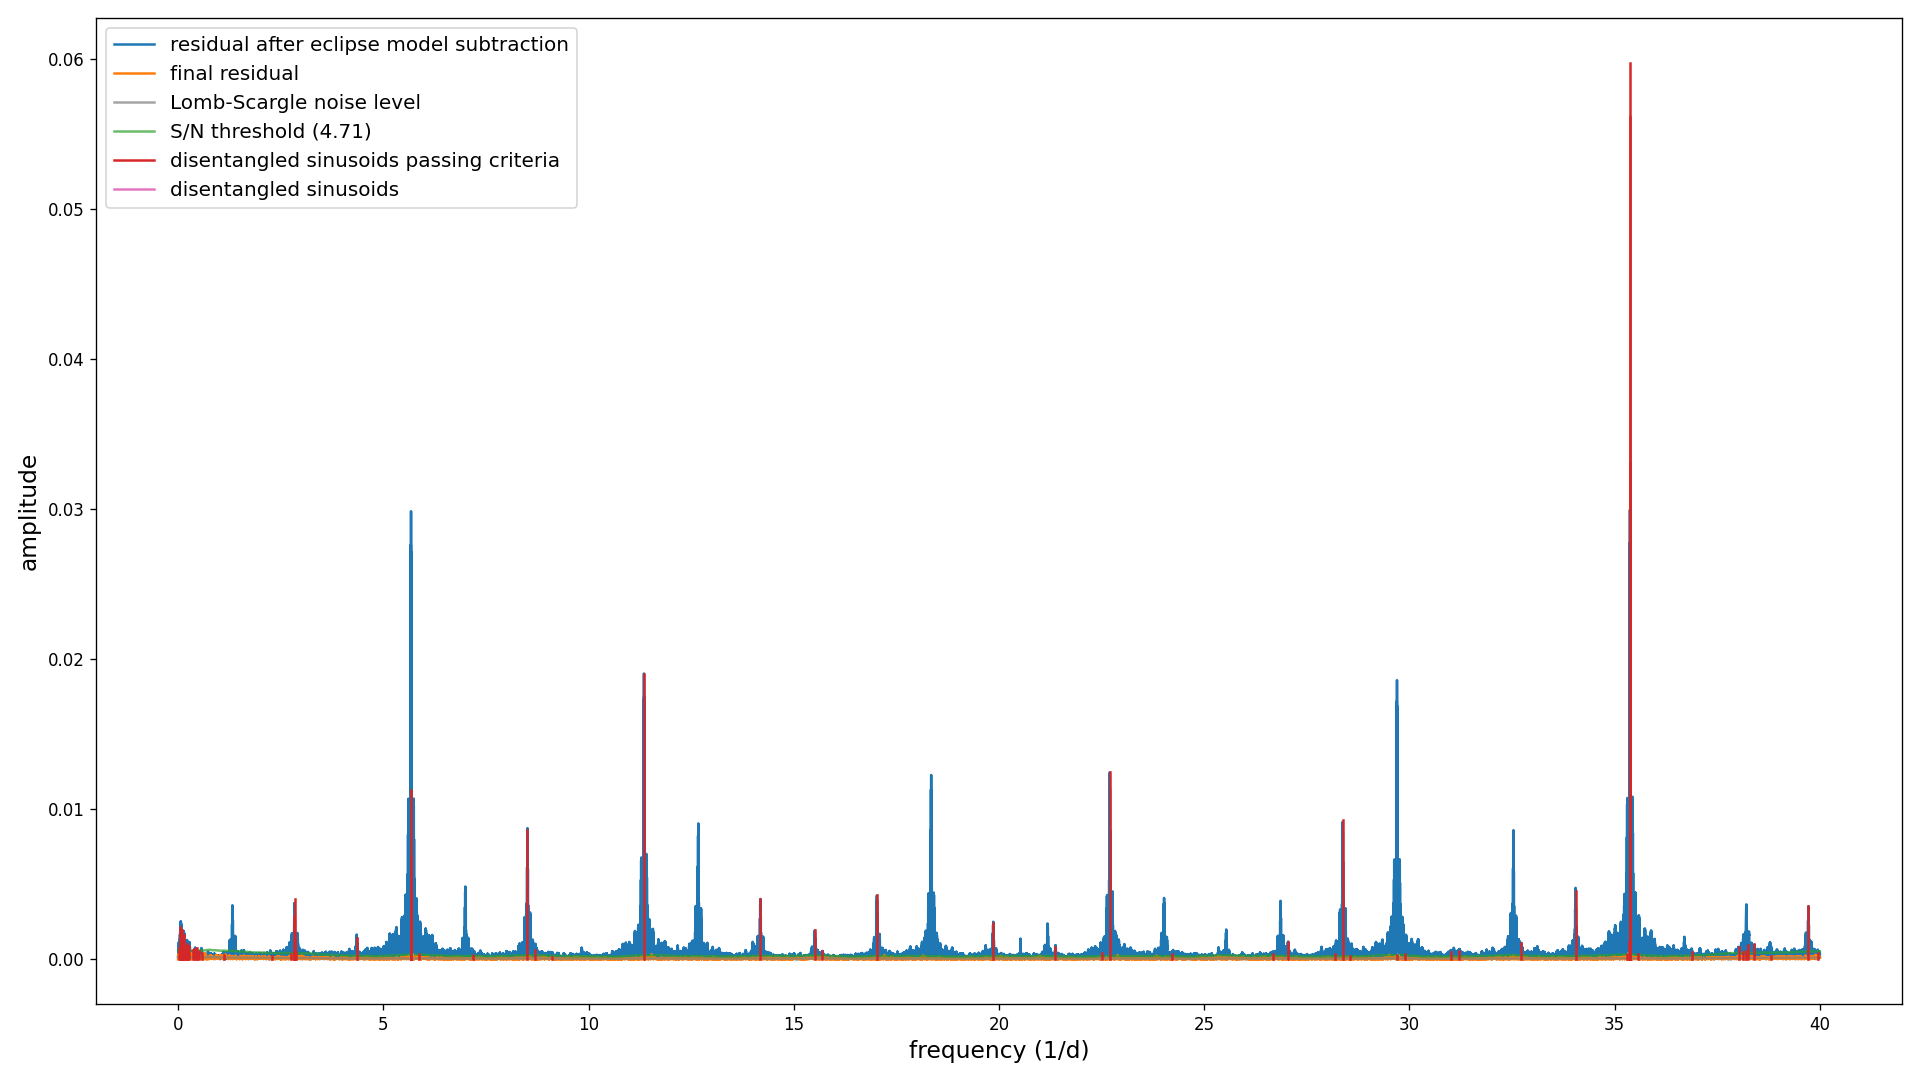 residual after eclipse model subtraction
final residual
Lomb-Scargle noise level
S/N threshold (4.71)
disentangled sinusoids passing criteria
disentangled sinusoids
0.06
0.05
0.04
0.03
0.02
0.01
0.00
amplitude
0 5 10 15 20 25 30 35 40
frequency (1/d)